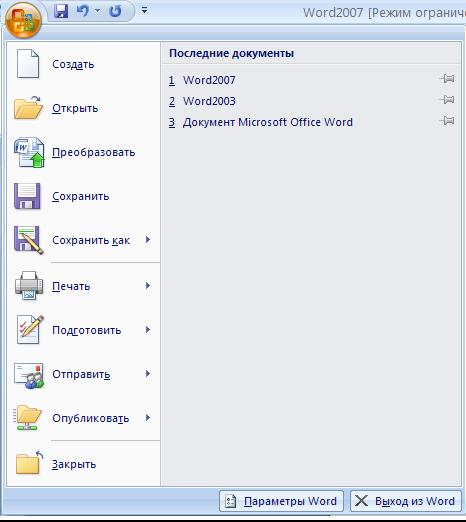 Word2007 [Режим огранич
Последние документы
Создать
1 Word2007
2 Word2003
Открыть
3 Документ Microsoft Office Word
Преобразовать
Сохранить
Сохранить как
Печать
Подготовить
Отправить
Опубликовать
Закрыть
Параметры Word
Выход из Word